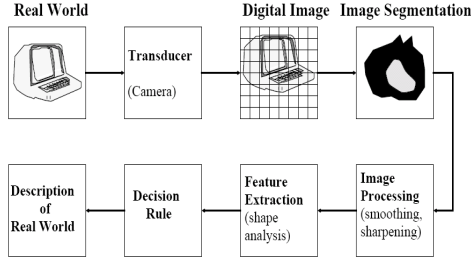 Real World
Digital Image
Image Segmentation
Transducer
(Camera)
Image
Processing
(smoothing,
sharpening)
Feature
Extraction
(shape
analysis)
Decision
Rule
Description
of
Real World